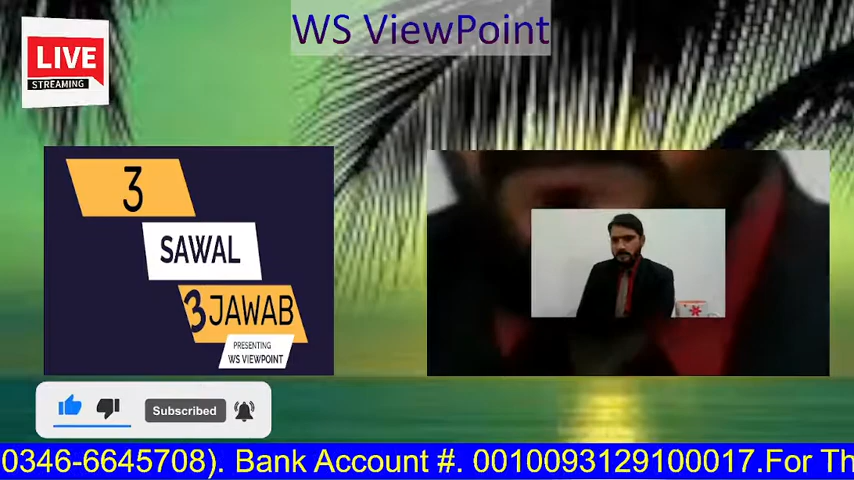 WS ViewPoint
LIVE
STREAMING
3
SAWAL
3 JAWAB
PRESENTING
WS VIEWPOINT
Subscribed
0346-6645708). Bank Account #. 0010093129100017.For Th